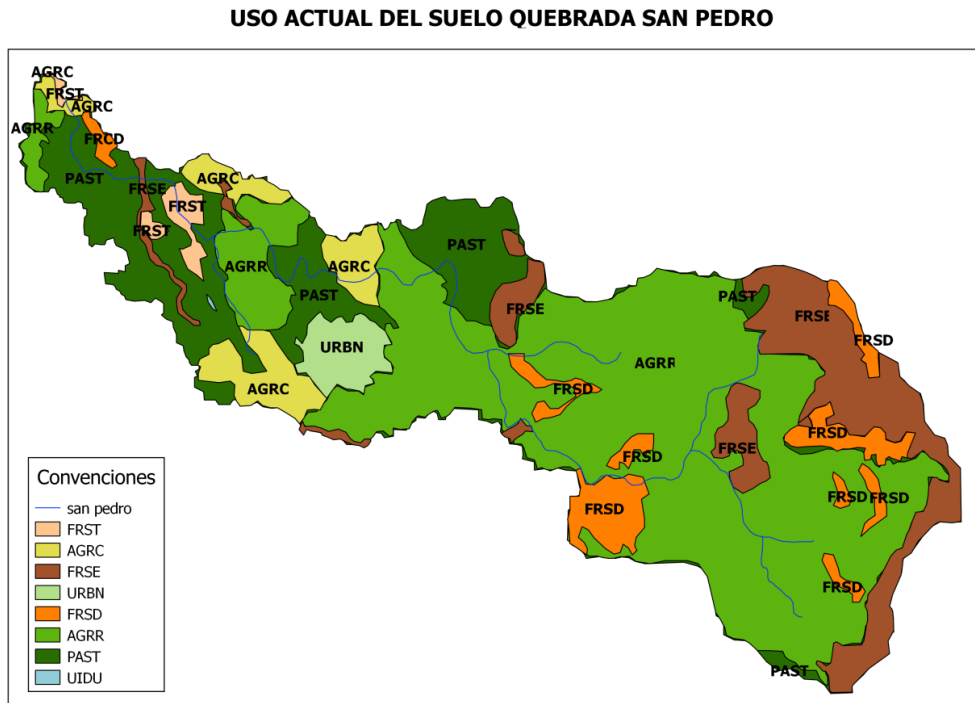 USO ACTUAL DEL SUELO QUEBRADA SAN PEDRO
AGRC
FRST
AGRC
AGRR
FRCD
PAST
FRSE
AGRC
FRST
FRST
AGRR
PAST
AGRC
PAST
FRSE
URBN
AGRC
AGRR
PAST
FRSE
FRSD
FRSD
FRSD
FRSE
FRSD
FRSD
FRSD
FRSD
FRSD
PAST
Convenciones
san pedro
FRST
AGRC
FRSE
URBN
FRSD
AGRR
PAST
UIDU